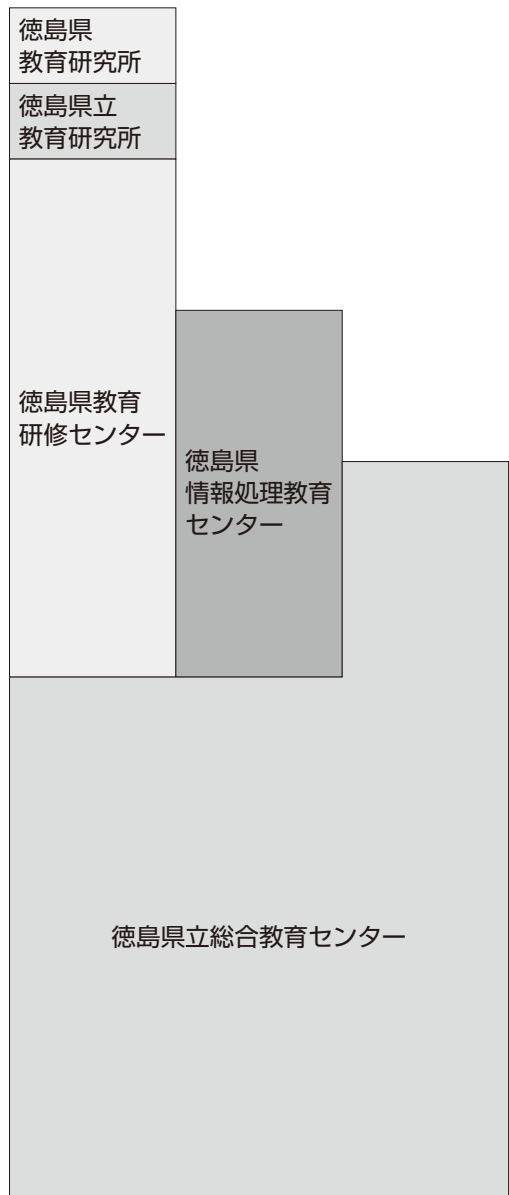 徳島県
教育研究所
徳島県立
教育研究所
徳島県教育
研修センター
徳島県
情報処理教育
センター
徳島県立総合教育センター